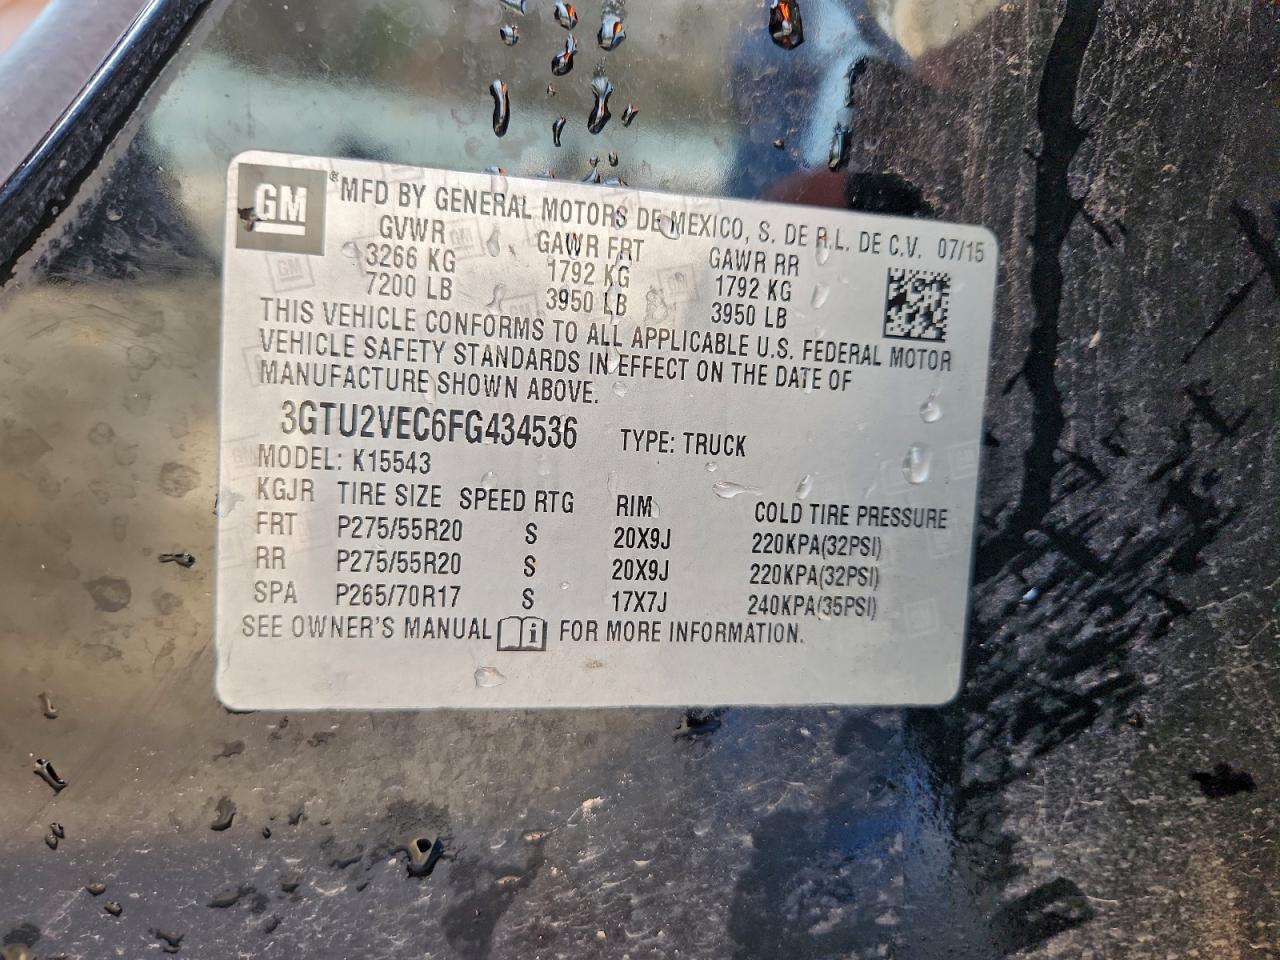 GM ® MFD BY GENERAL MOTORS DE MEXICO, S. DE R.L. DE C.V. 07/15
GVWR GAWR FRT GAWR RR
3266 KG 1792 KG 1792 KG
7200 LB 3950 LB 3950 LB
THIS VEHICLE CONFORMS TO ALL APPLICABLE U.S. FEDERAL MOTOR
VEHICLE SAFETY STANDARDS IN EFFECT ON THE DATE OF
MANUFACTURE SHOWN ABOVE.
3GTU2VEC6FG434536 TYPE: TRUCK
MODEL: K15543
KGJR TIRE SIZE SPEED RTG RIM COLD TIRE PRESSURE
FRT P275/55R20 S 20X9J 220KPA(32PSI)
RR P275/55R20 S 20X9J 220KPA(32PSI)
SPA P265/70R17 S 17X7J 240KPA(35PSI)
SEE OWNER'S MANUAL i FOR MORE INFORMATION.